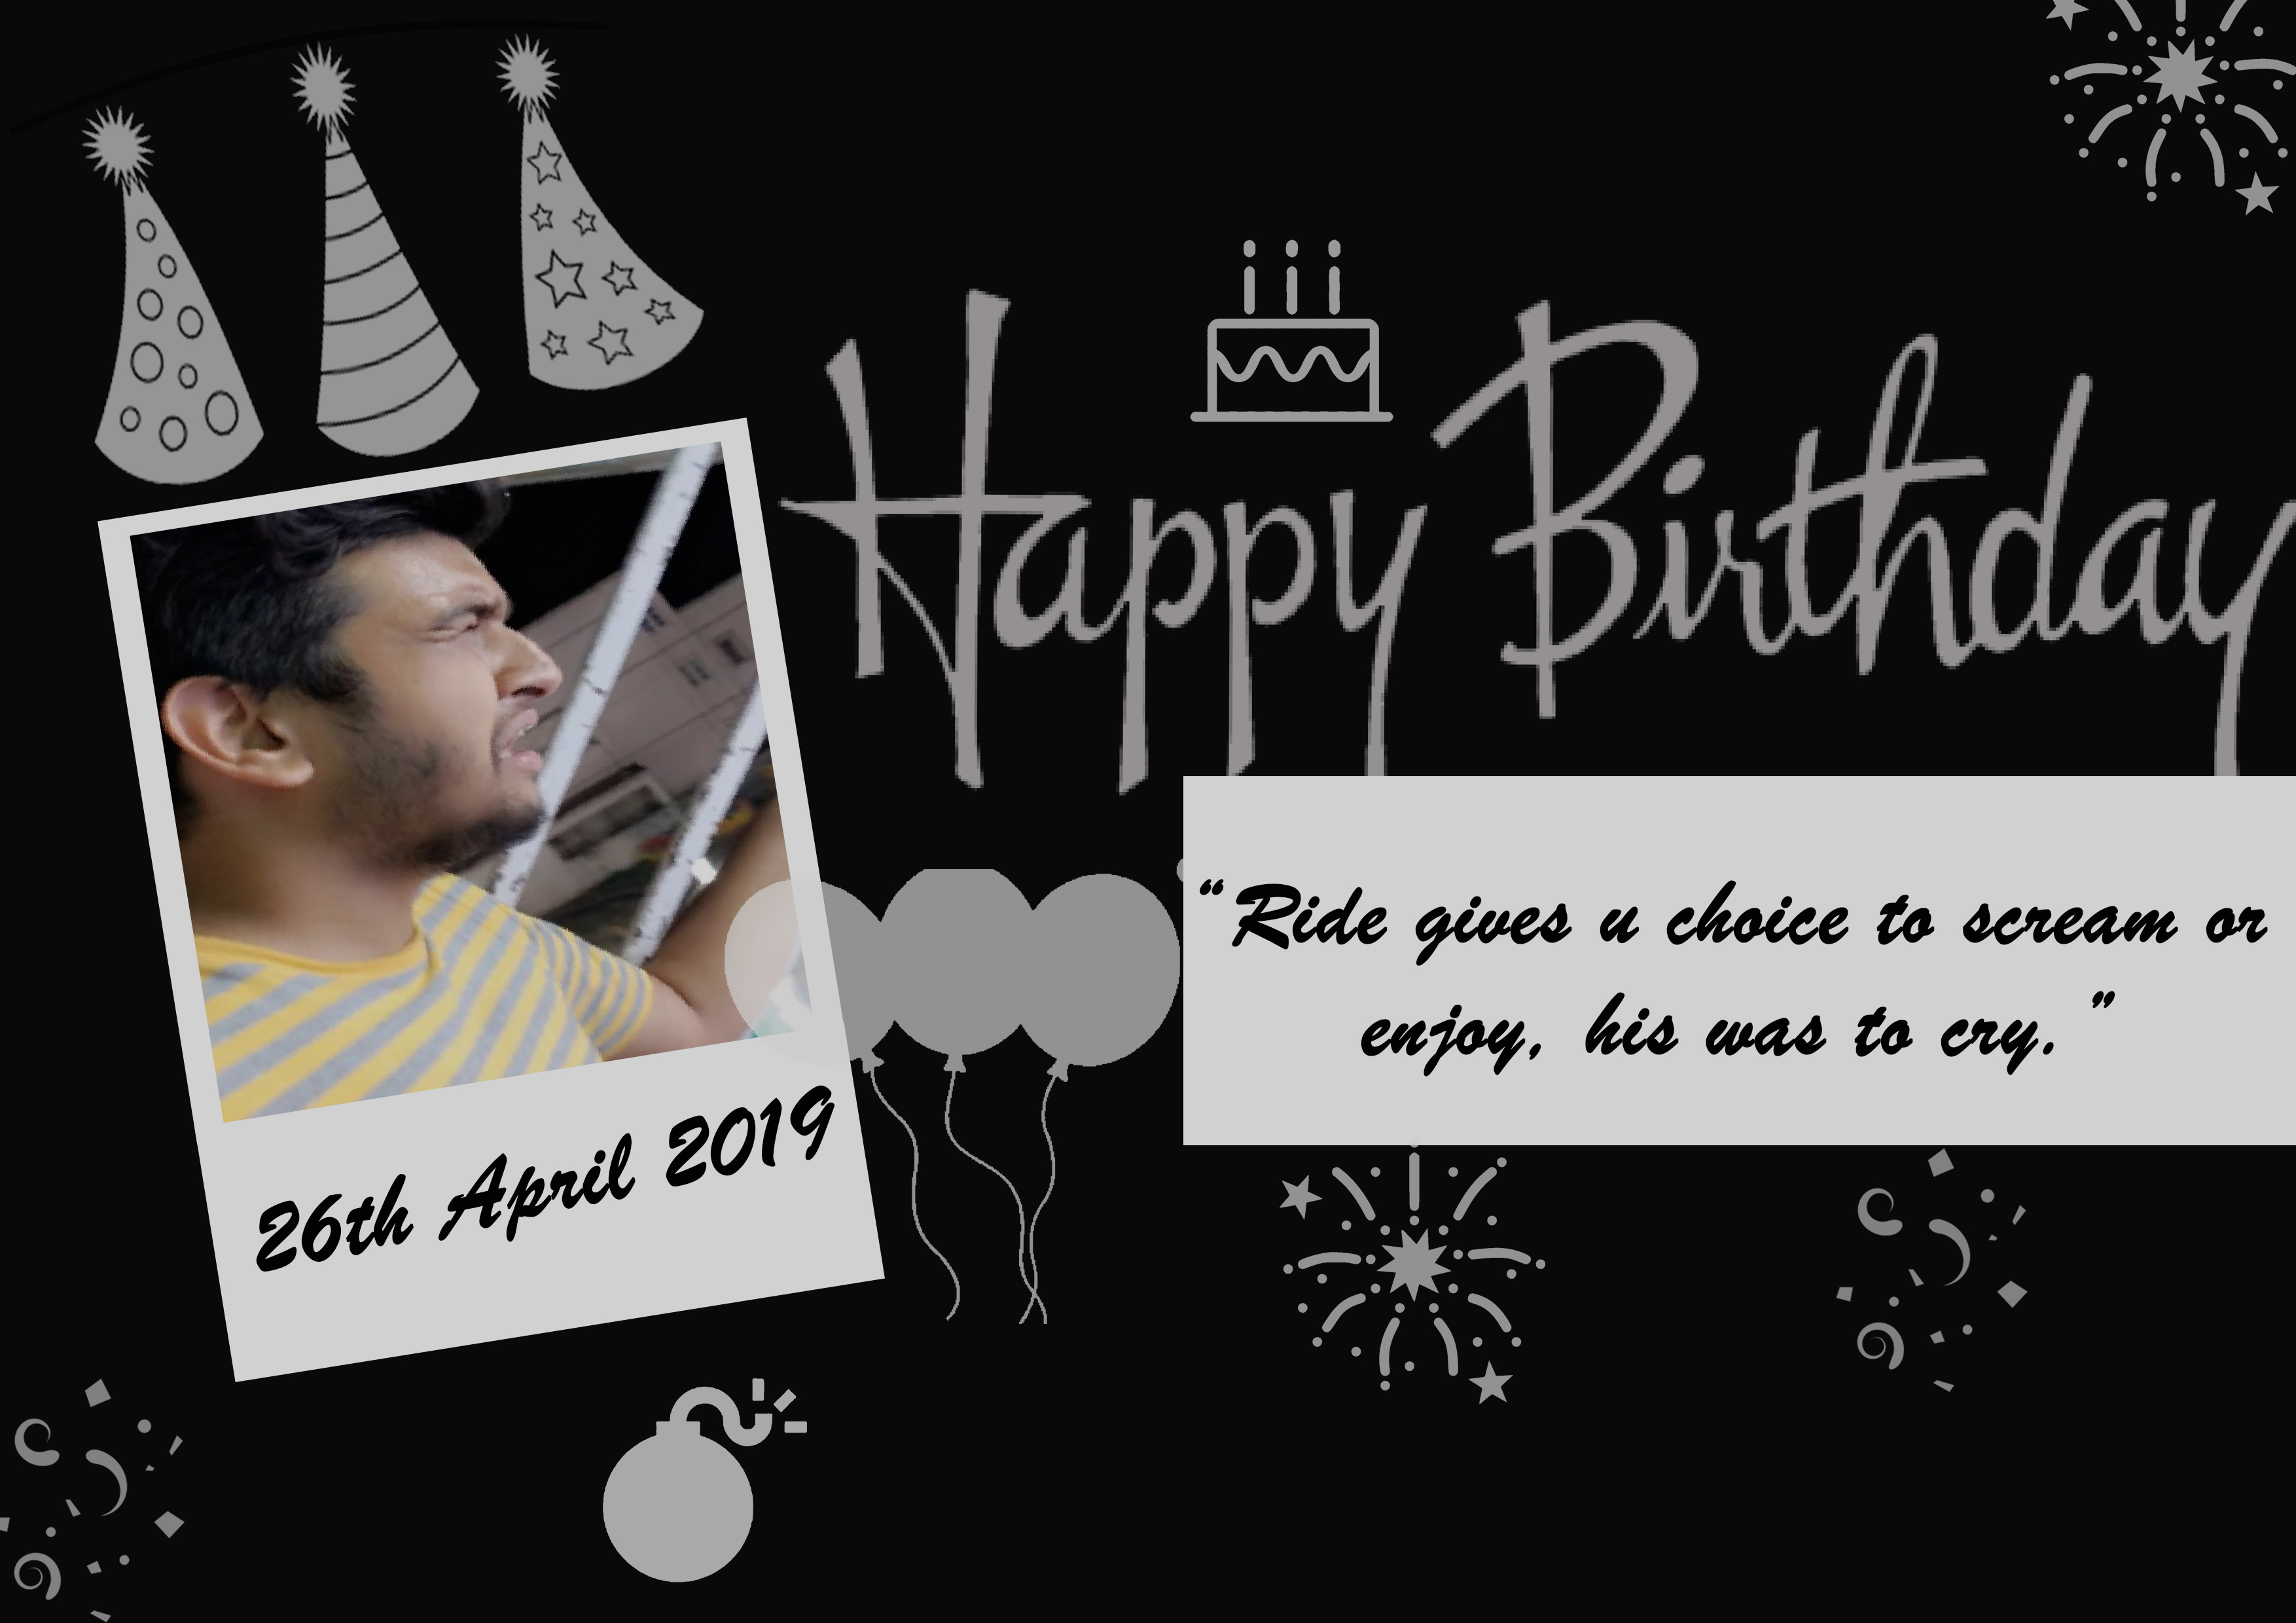 Happy Birthday
“Ride gives u choice to scream or
enjoy, his was to cry.”
26th April 2019